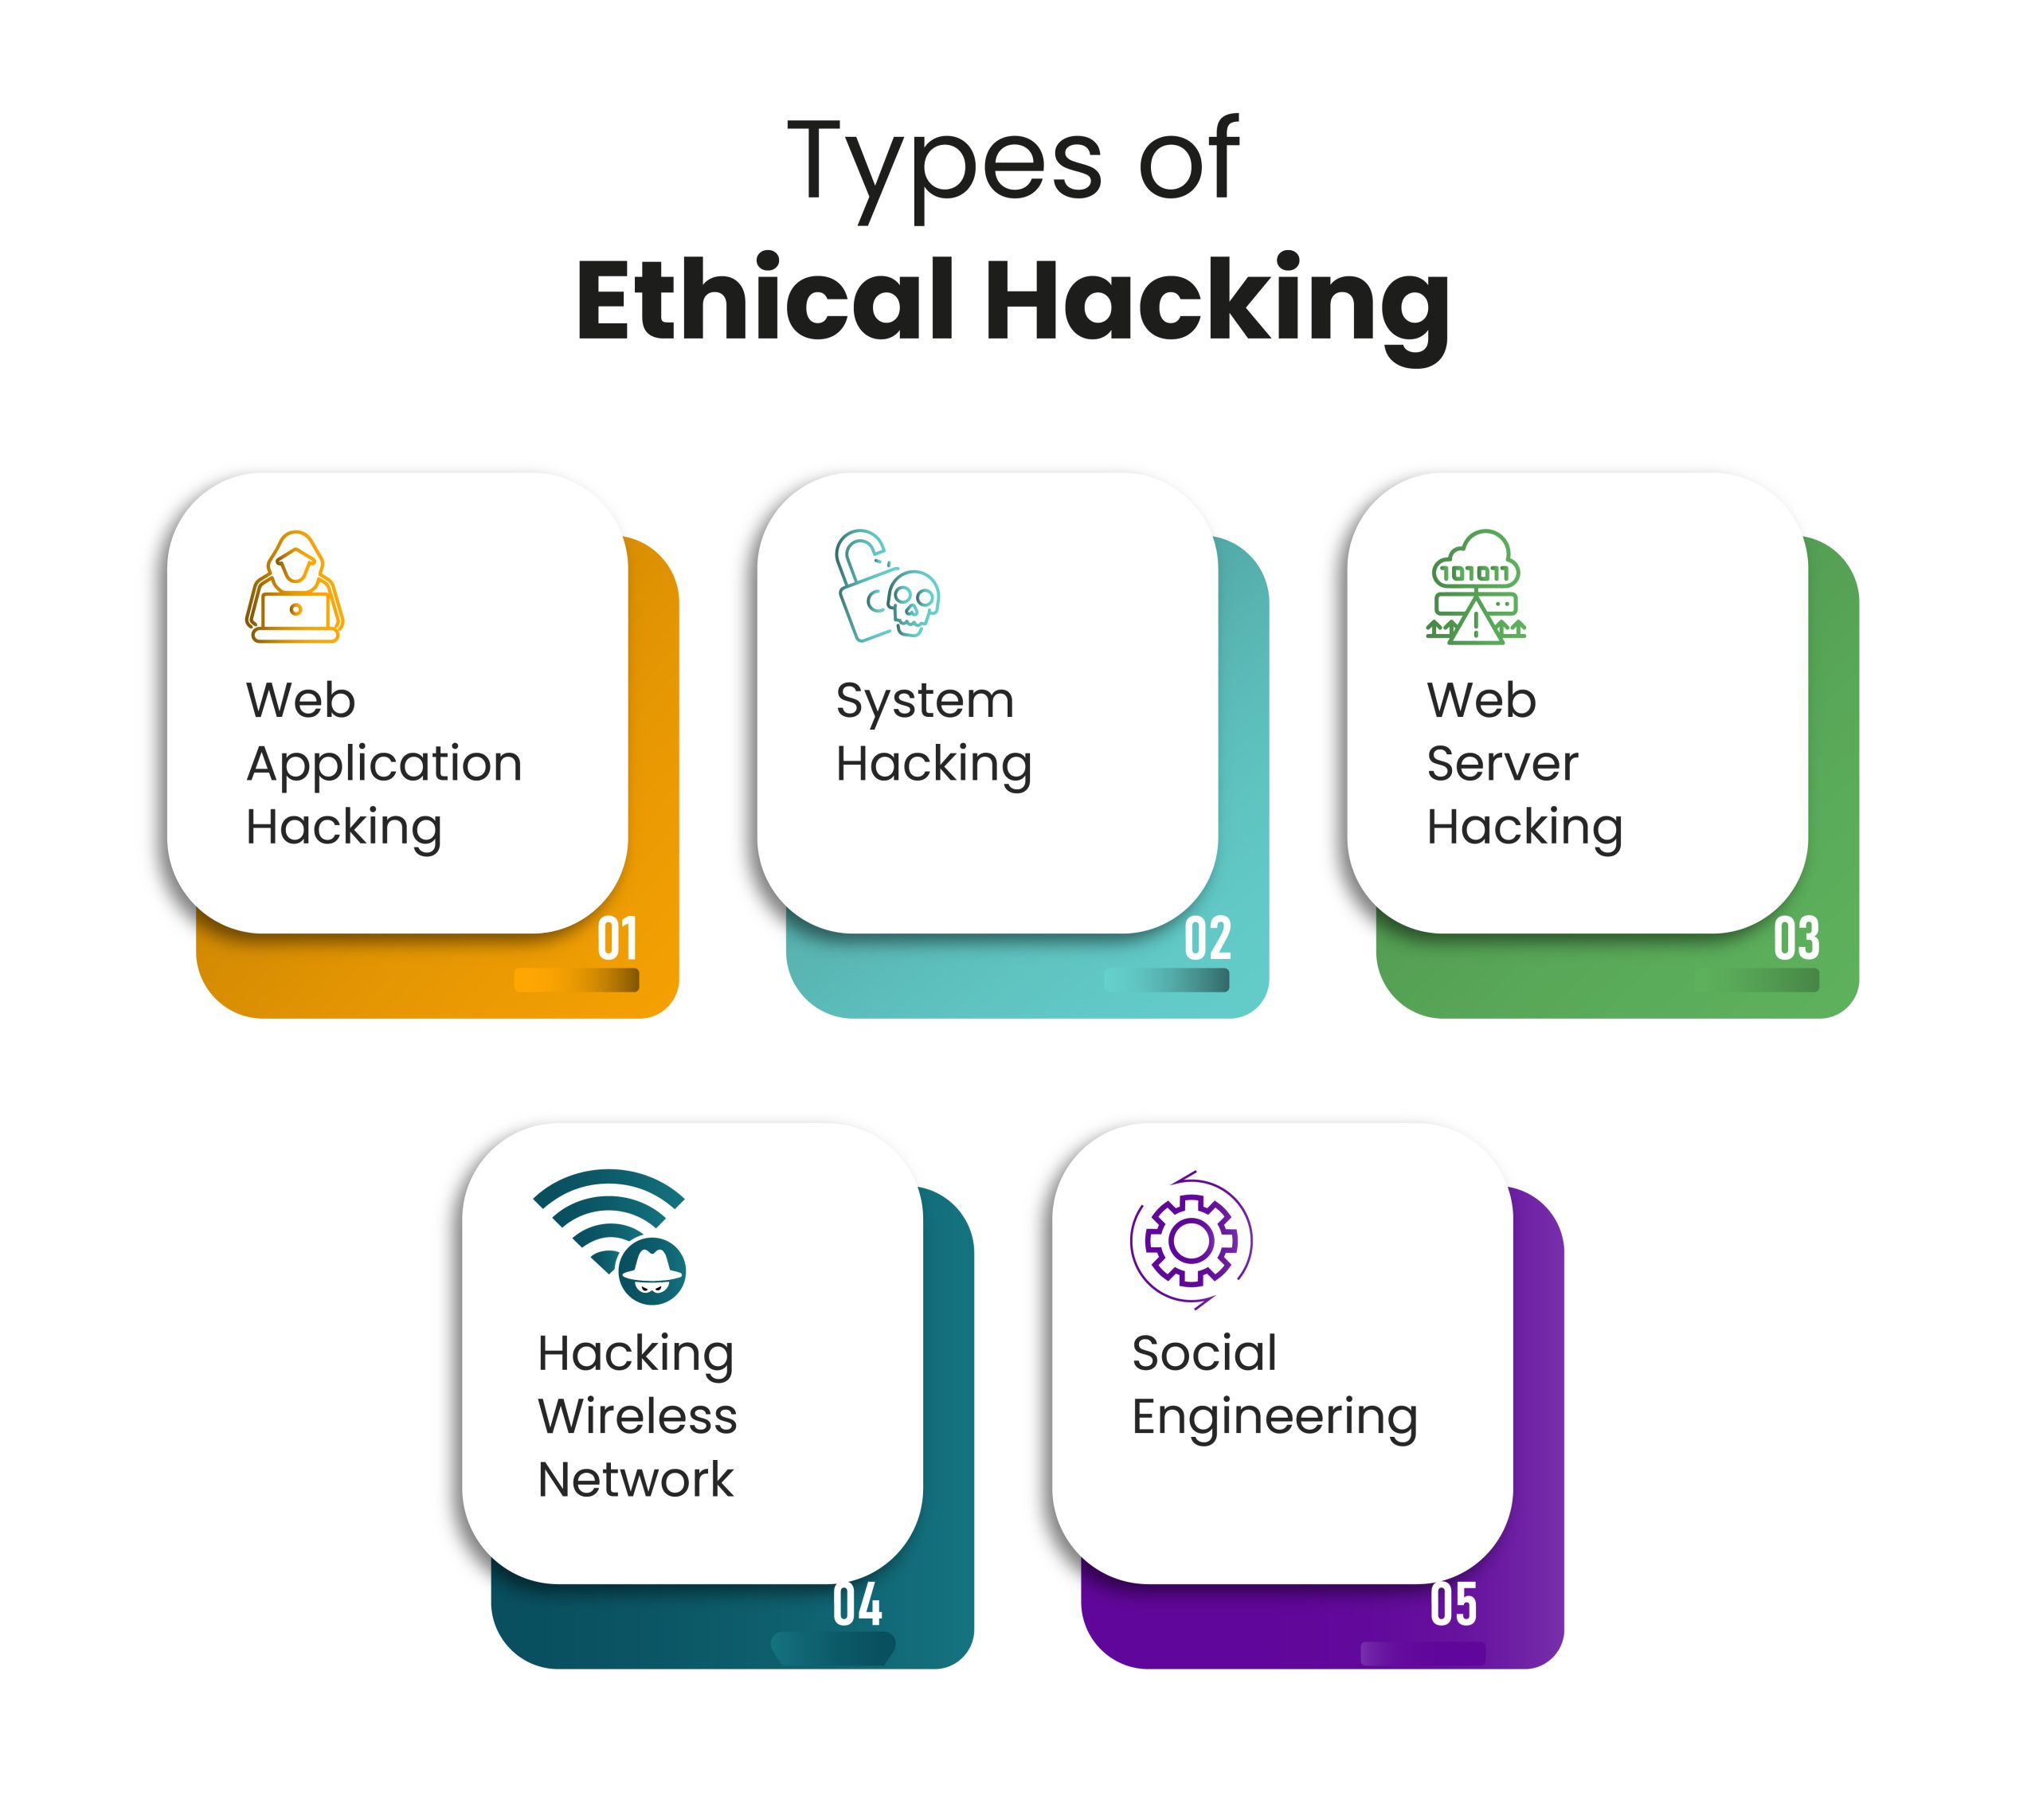 Types of
Ethical Hacking
101011
Web
Application
Hacking
01
System
Hacking
02
Web
Server
Hacking
03
Hacking
Wireless
Network
04
Social
Engineering
05